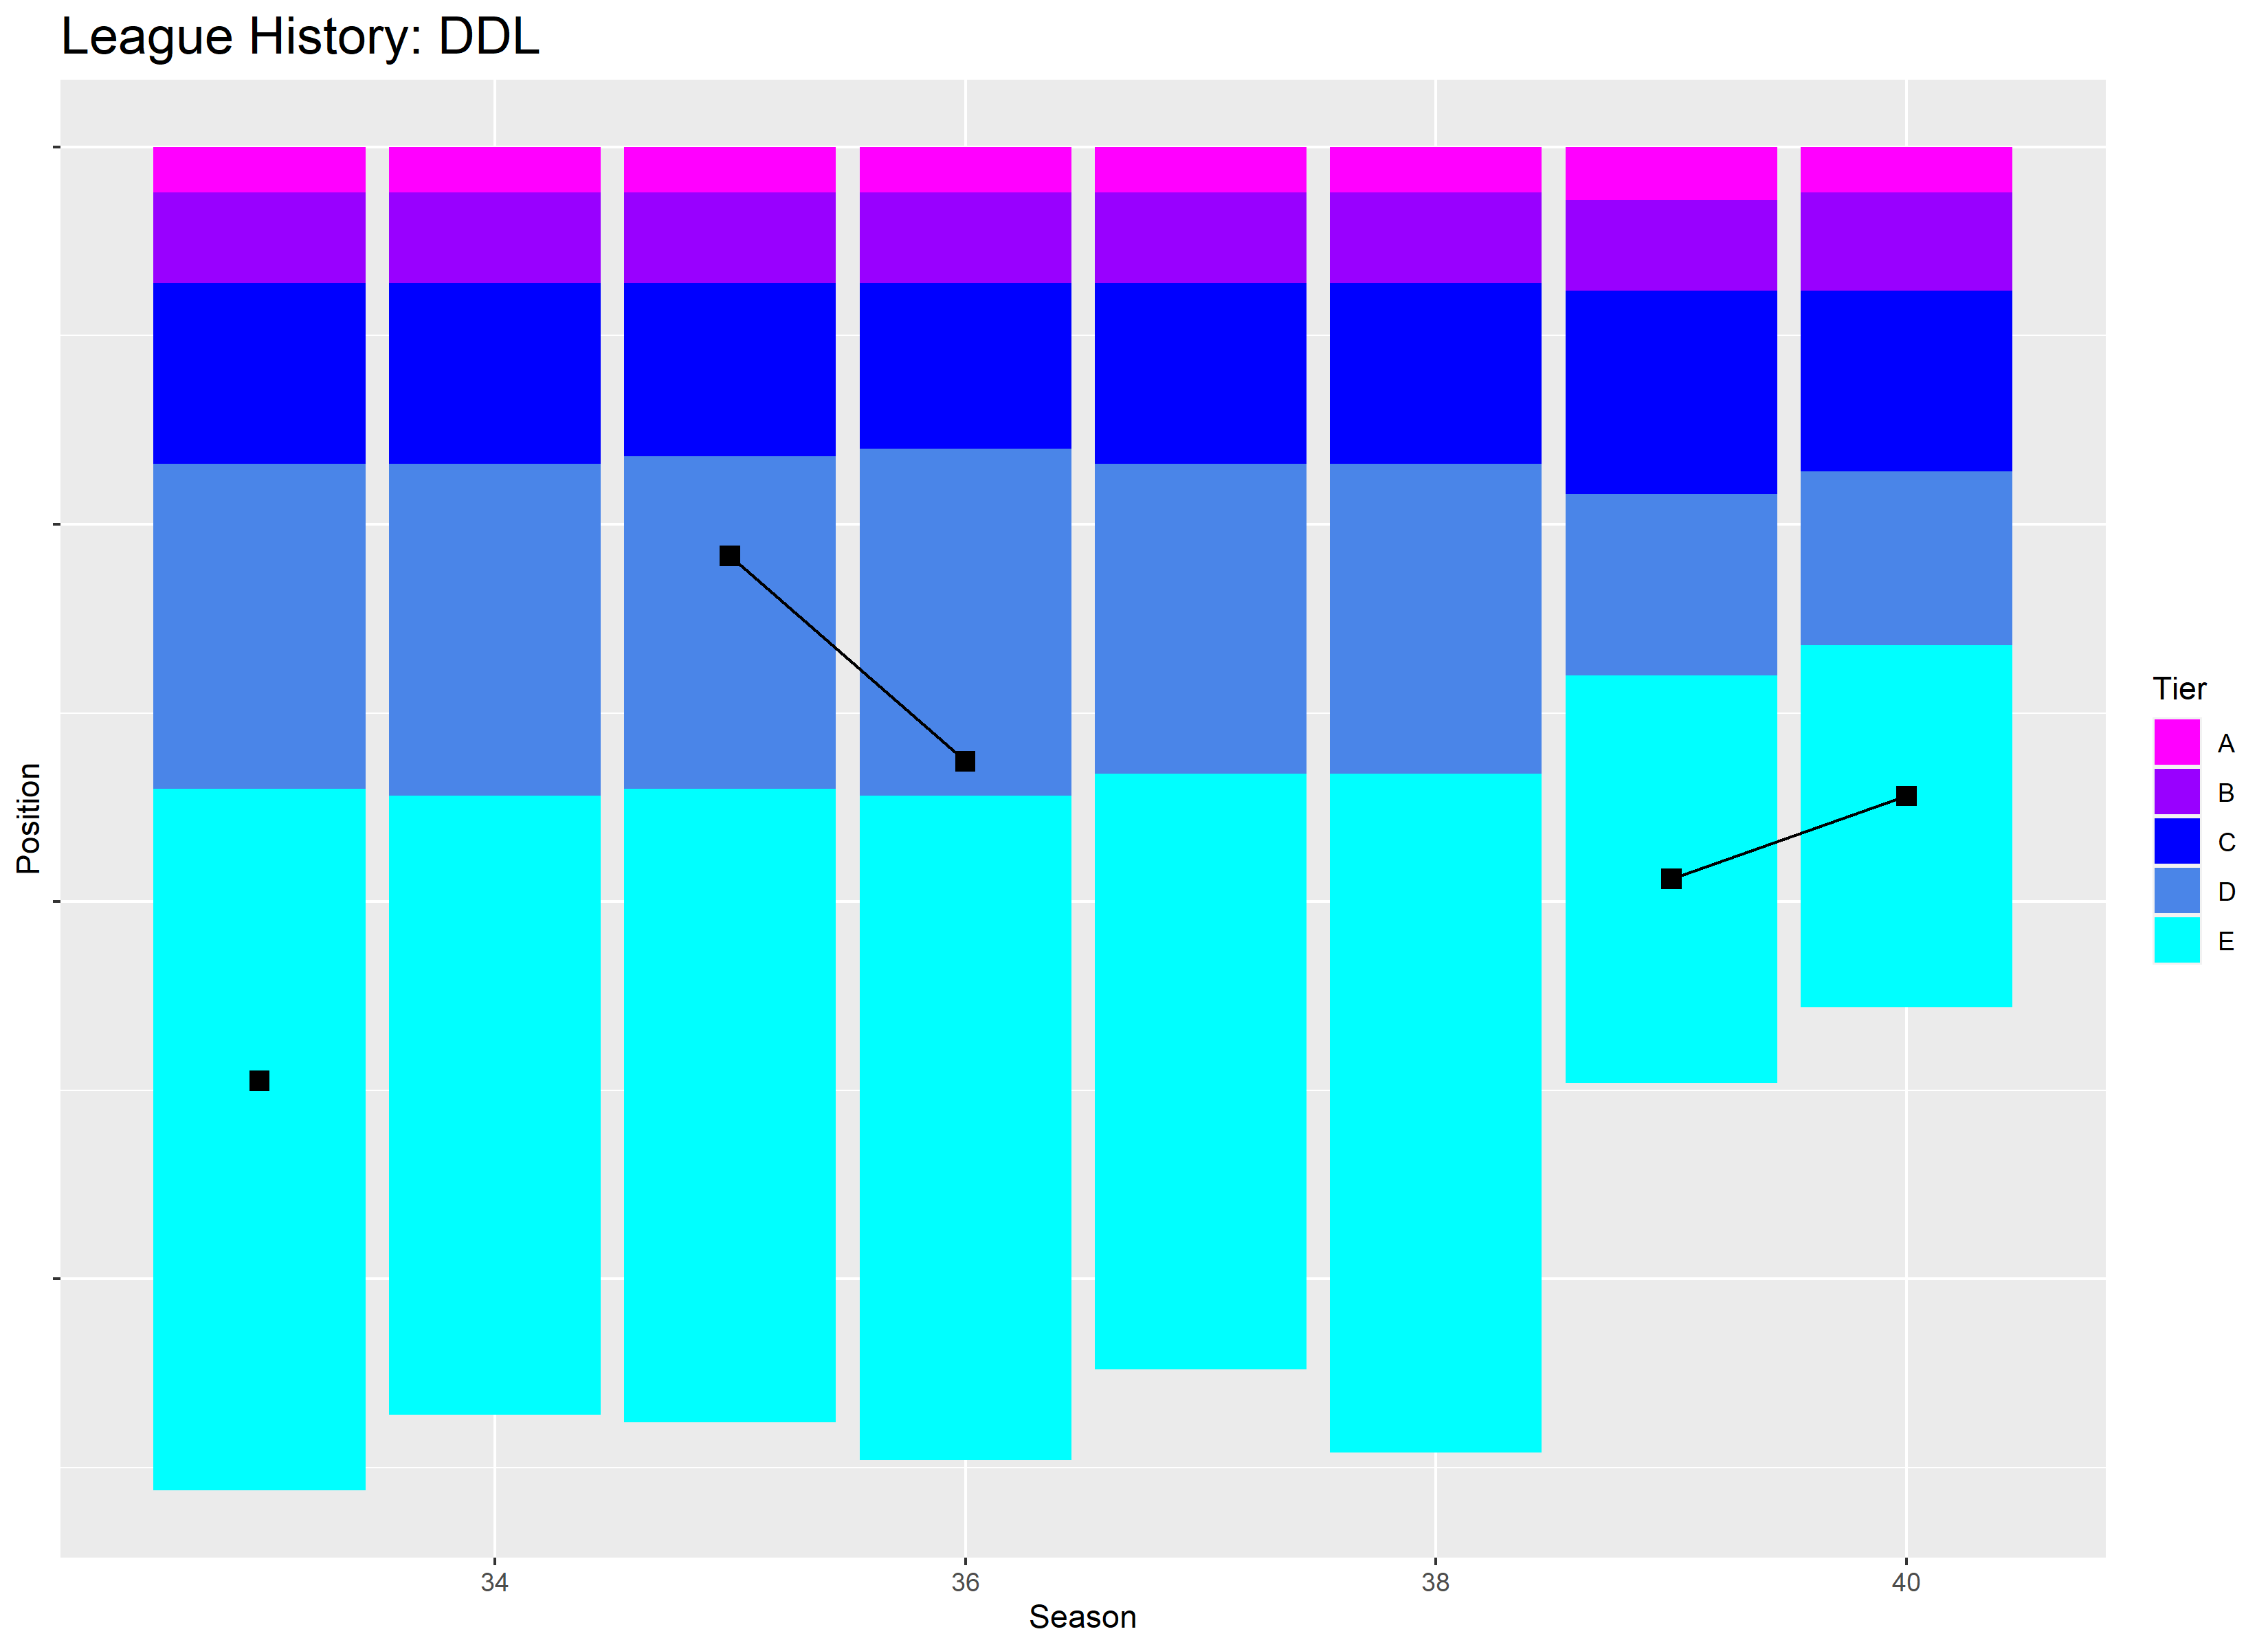 League History: DDL
Position
Tier
A
B
C
D
E
34
36
38
40
Season